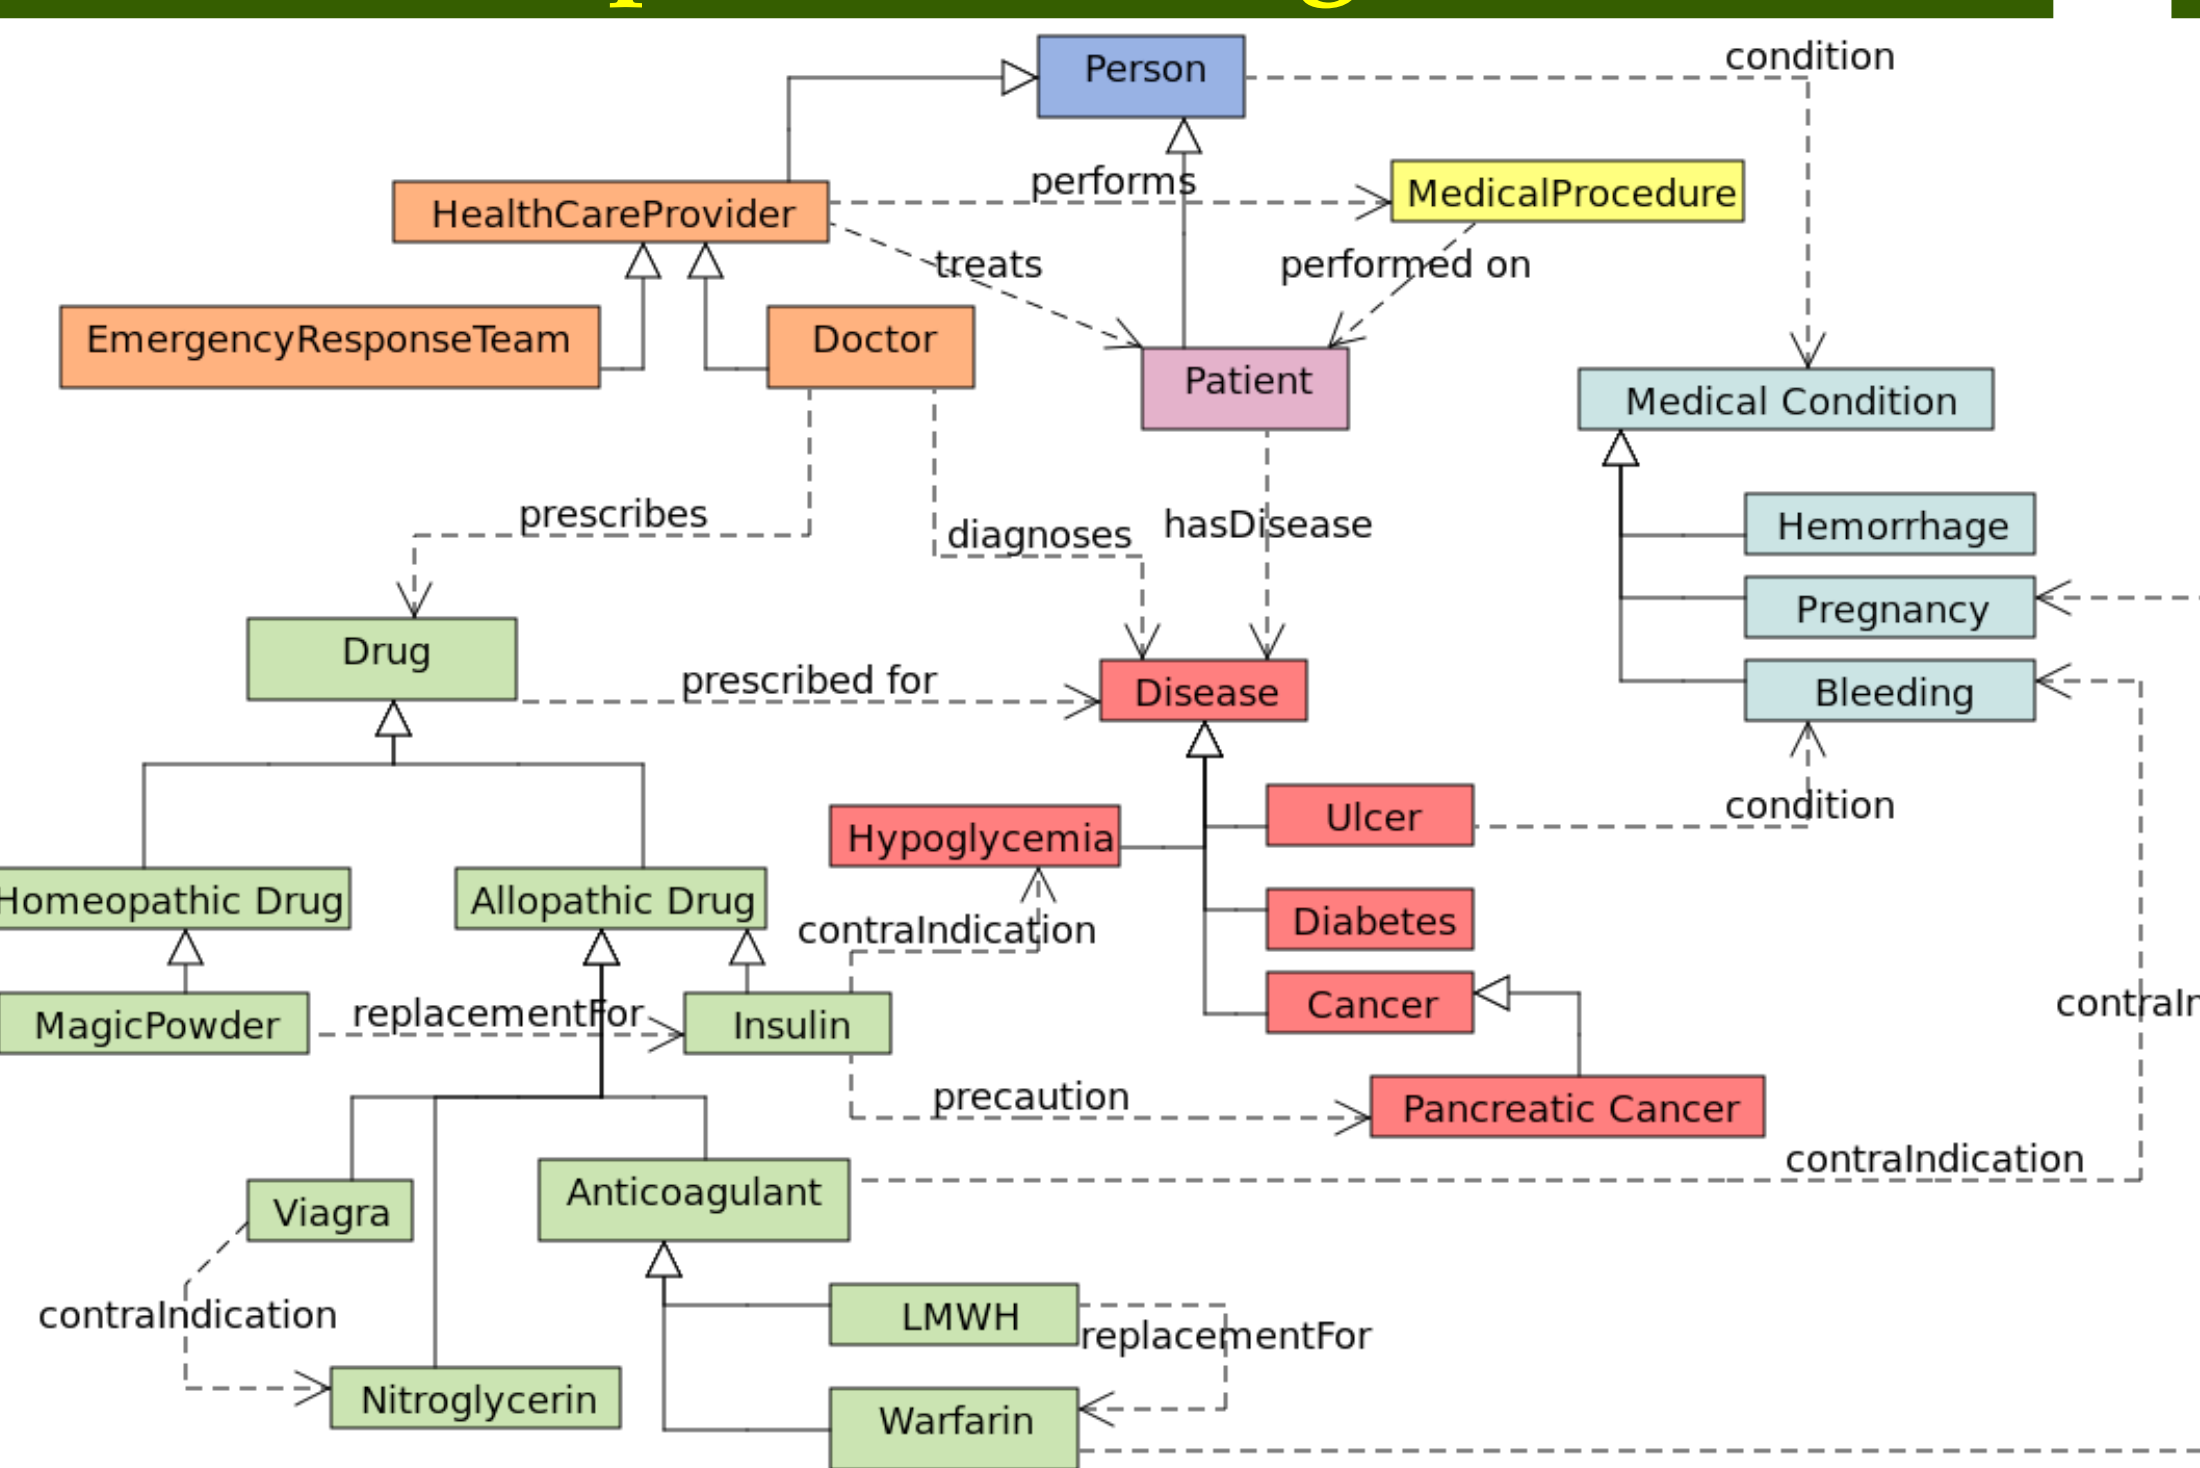 Person
condition
performs
MedicalProcedure
HealthCareProvider
treats
performed on
EmergencyResponseTeam
Doctor
Patient
Medical Condition
prescribes
diagnoses
hasDisease
Hemorrhage
Pregnancy
Drug
prescribed for
Disease
Bleeding
Ulcer
condition
Hypoglycemia
Homeopathic Drug
Allopathic Drug
contraIndication
Diabetes
MagicPowder
replacementFor
Insulin
Cancer
contraIn
precaution
Pancreatic Cancer
contraIndication
Viagra
Anticoagulant
contraIndication
LMWH
replacementFor
Nitroglycerin
Warfarin